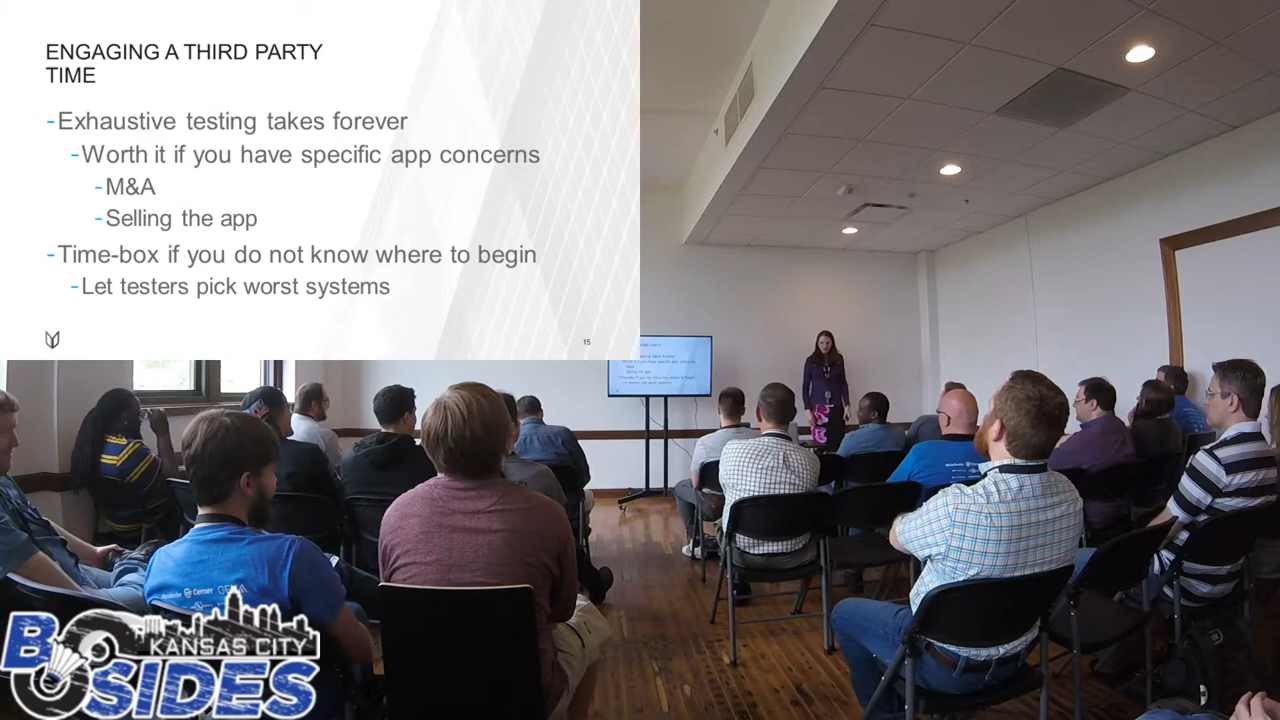 ENGAGING A THIRD PARTY
TIME
-Exhaustive testing takes forever
-Worth it if you have specific app concerns
-M&A
-Selling the app
-Time-box if you do not know where to begin
-Let testers pick worst systems
15
Cerner
KANSAS CITY
BSIDES